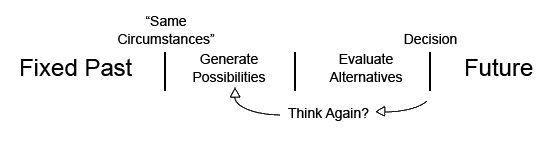 “Same
Circumstances”
Decision
Fixed Past
Generate
Possibilities
Evaluate
Alternatives
Future
Think Again?